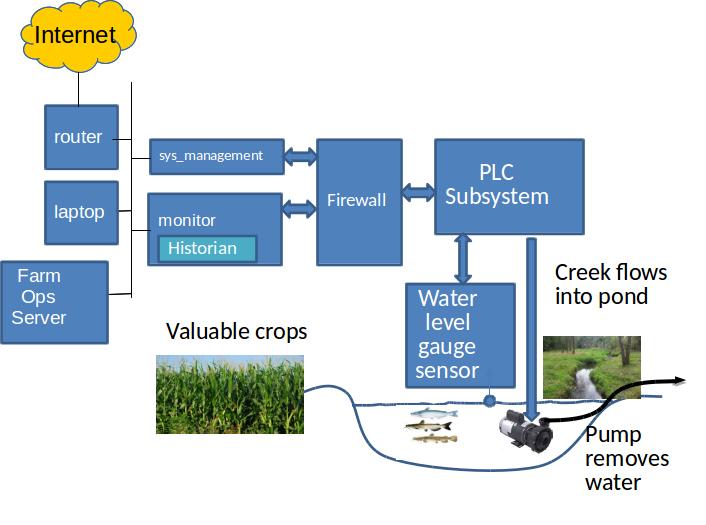 Internet
router
sys_management
laptop
monitor
Historian
Farm
Ops
Server
Firewall
PLC
Subsystem
Water
level
gauge
sensor
Creek flows
into pond
Valuable crops
Pump
removes
water